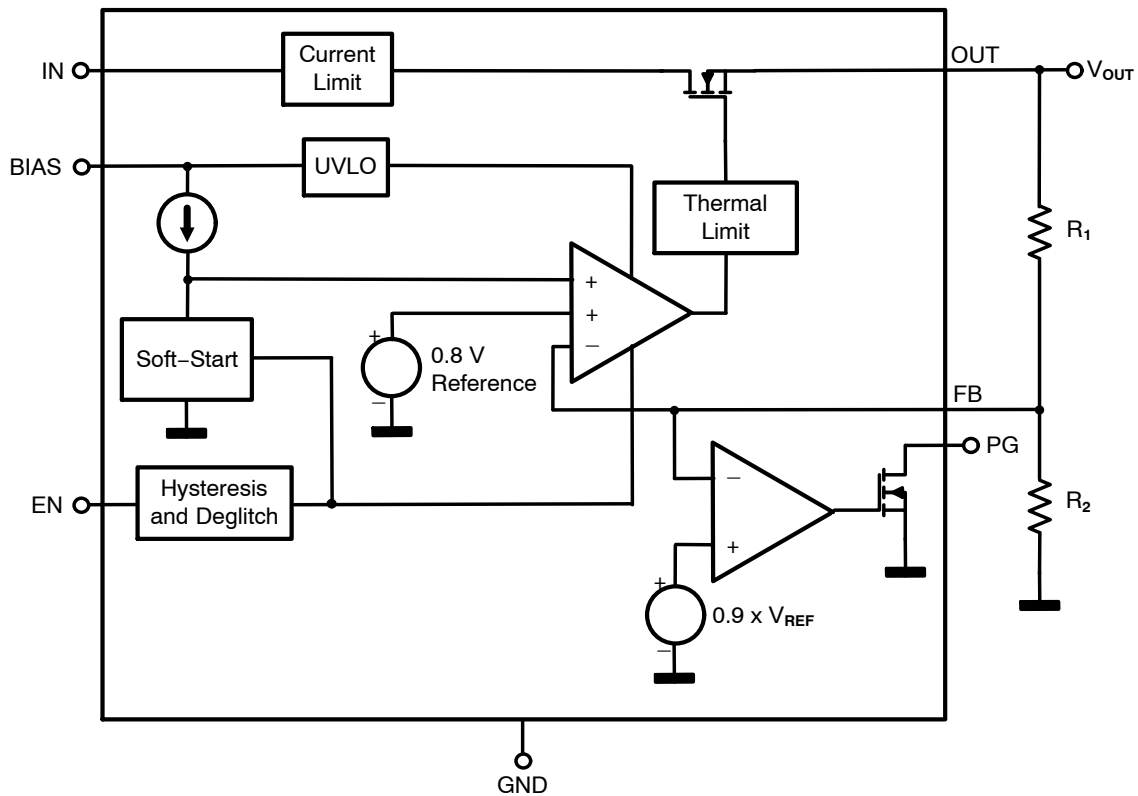 Current
Limit
IN
OUT
VOUT
BIAS
UVLO
Thermal
Limit
R1
+
+
−
Soft−Start
+
0.8 V
Reference
−
FB
PG
EN
Hysteresis
and Deglitch
−
+
R2
+
0.9 x VREF
−
GND